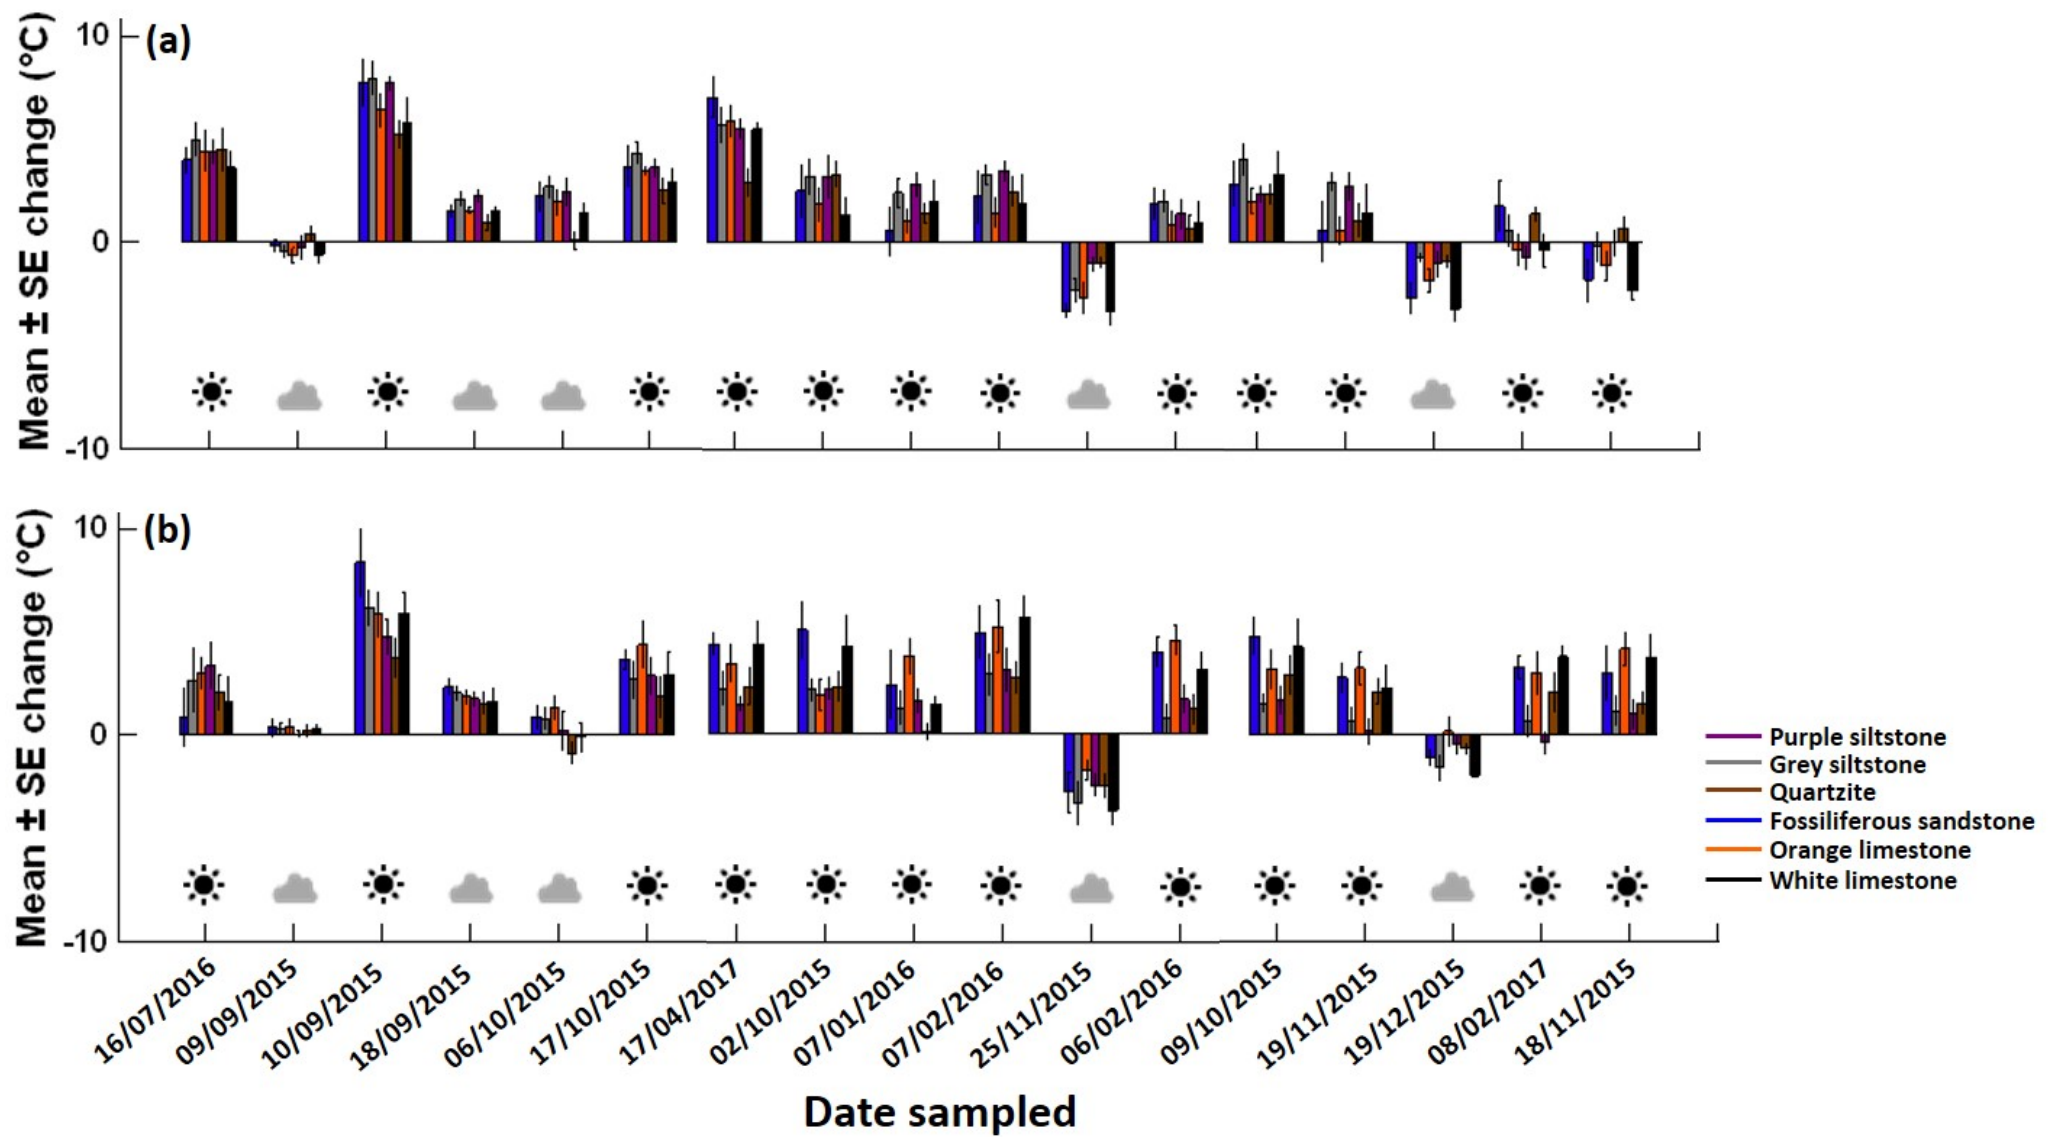 Mean ± SE change (°C)
10
(a)
0
-10
Mean ± SE change (°C)
10
(b)
0
-10
Purple siltstone
Grey siltstone
Quartzite
Fossiliferous sandstone
Orange limestone
White limestone
16/07/2016
09/09/2015
10/09/2015
18/09/2015
06/10/2015
17/10/2015
17/04/2017
02/10/2015
07/01/2016
07/02/2016
25/11/2015
06/02/2016
09/10/2015
19/11/2015
19/12/2015
08/02/2017
18/11/2015
Date sampled